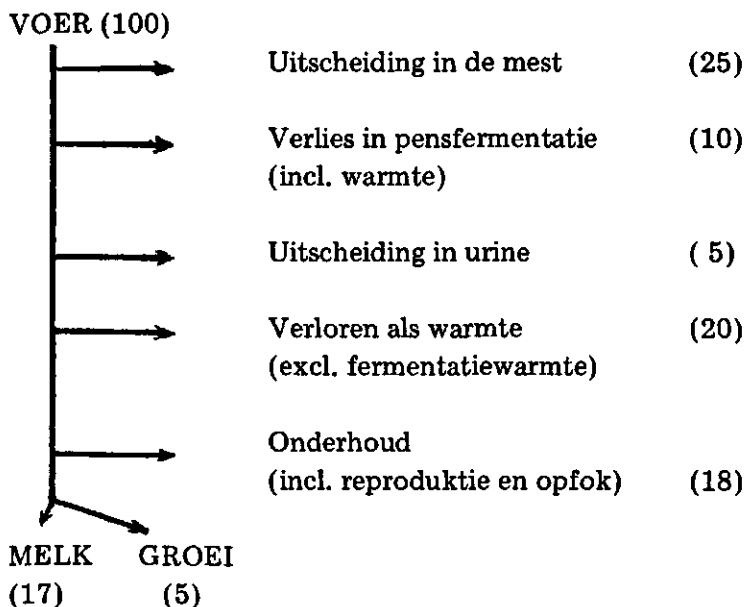 VOER (100)
Uitscheiding in de mest (25)
Verlies in pensfermentatie (10)
(incl. warmte)
Uitscheiding in urine ( 5)
Verloren als warmte (20)
(excl. fermentatiewarmte)
Onderhoud
(incl. reproduktie en opfok) (18)
MELK GROEI
(17) (5)